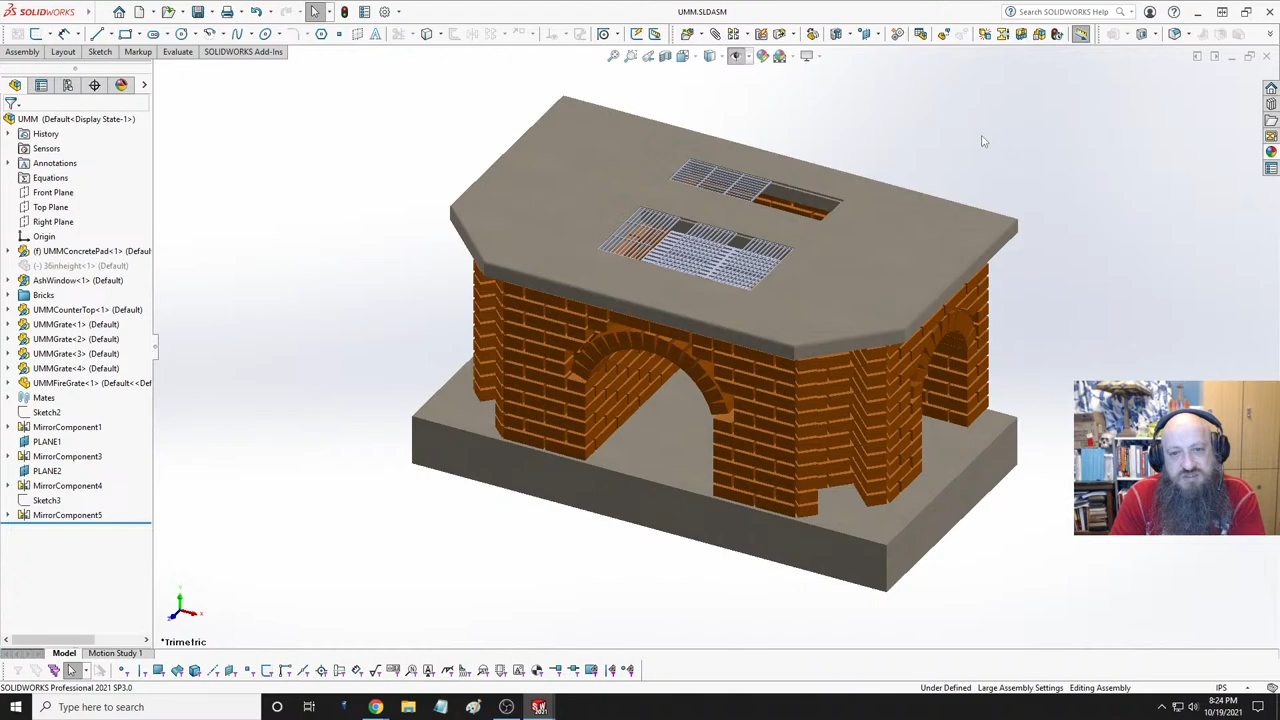 SOLIDWORKS
UMM.SLDASM
Search SOLIDWORKS Help
Assembly
Layout
Sketch
Markup
Evaluate
SOLIDWORKS Add-Ins
UMM (Default<Display State-1>)
History
Sensors
Annotations
Equations
Front Plane
Top Plane
Right Plane
Origin
(f) UMMConcretePad<1> (Defau
(-) 36inheight<1> (Default)
AshWindow<1> (Default)
Bricks
UMMCounterTop<1> (Default)
UMMGrate<1> (Default)
UMMGrate<2> (Default)
UMMGrate<3> (Default)
UMMGrate<4> (Default)
UMMFireGrate<1> (Default<<Def
Mates
Sketch2
MirrorComponent1
PLANE1
MirrorComponent3
PLANE2
MirrorComponent4
Sketch3
MirrorComponent5
Y
X
Z
*Trimetric
Model
Motion Study 1
SOLIDWORKS Professional 2021 SP3.0
Under Defined
Large Assembly Settings
Editing Assembly
IPS
Type here to search
8:24 PM
10/19/2021